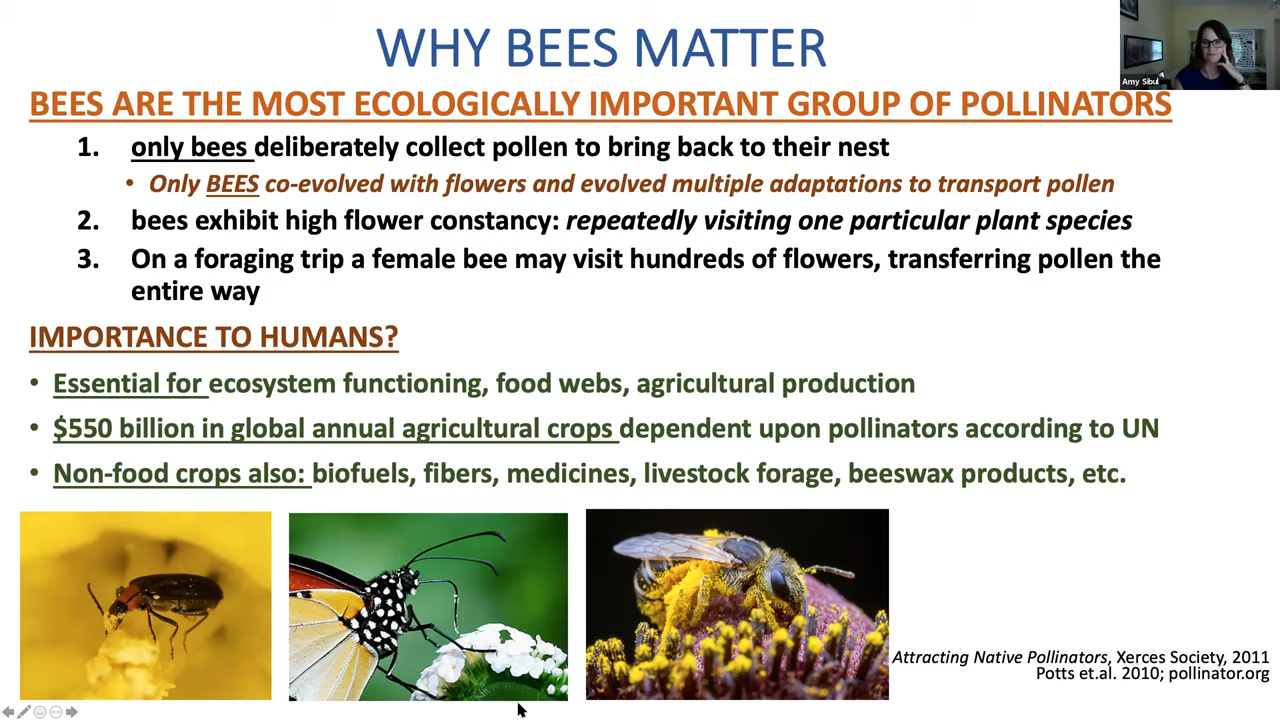 WHY BEES MATTER
Amy Sibul
BEES ARE THE MOST ECOLOGICALLY IMPORTANT GROUP OF POLLINATORS
1. only bees deliberately collect pollen to bring back to their nest
• Only BEES co-evolved with flowers and evolved multiple adaptations to transport pollen
2. bees exhibit high flower constancy: repeatedly visiting one particular plant species
3. On a foraging trip a female bee may visit hundreds of flowers, transferring pollen the
entire way
IMPORTANCE TO HUMANS?
• Essential for ecosystem functioning, food webs, agricultural production
• $550 billion in global annual agricultural crops dependent upon pollinators according to UN
• Non-food crops also: biofuels, fibers, medicines, livestock forage, beeswax products, etc.
Attracting Native Pollinators, Xerces Society, 2011
Potts et.al. 2010; pollinator.org